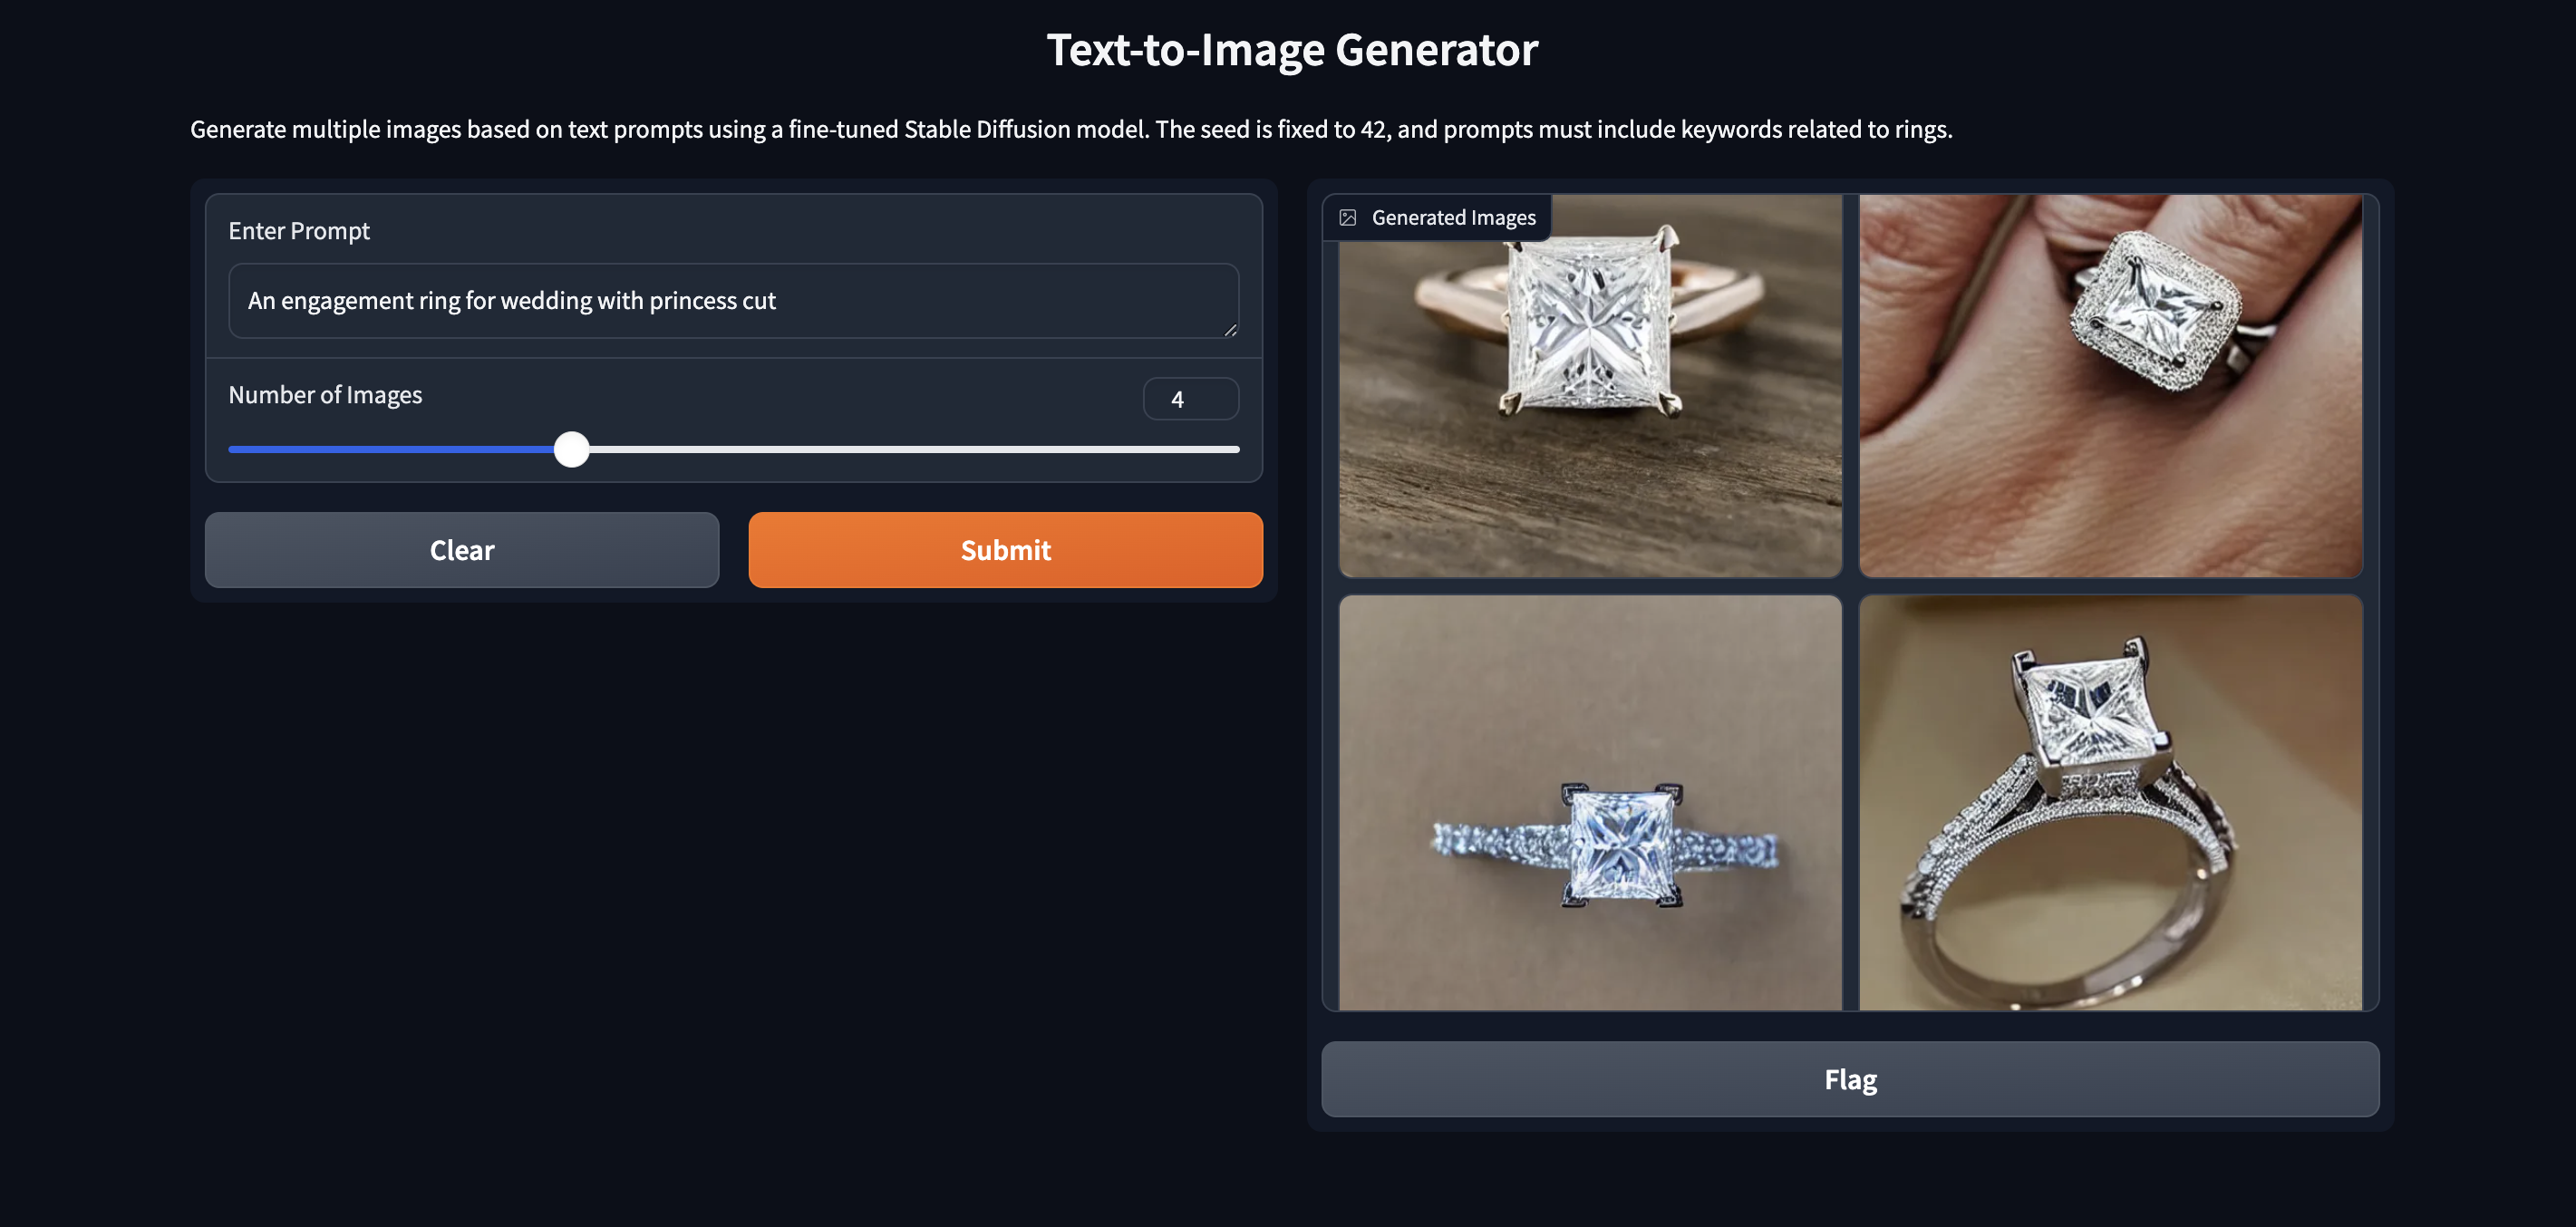 Text-to-Image Generator
Generate multiple images based on text prompts using a fine-tuned Stable Diffusion model. The seed is fixed to 42, and prompts must include keywords related to rings.
Enter Prompt
An engagement ring for wedding with princess cut
Number of Images
4
Clear
Submit
Generated Images
Flag